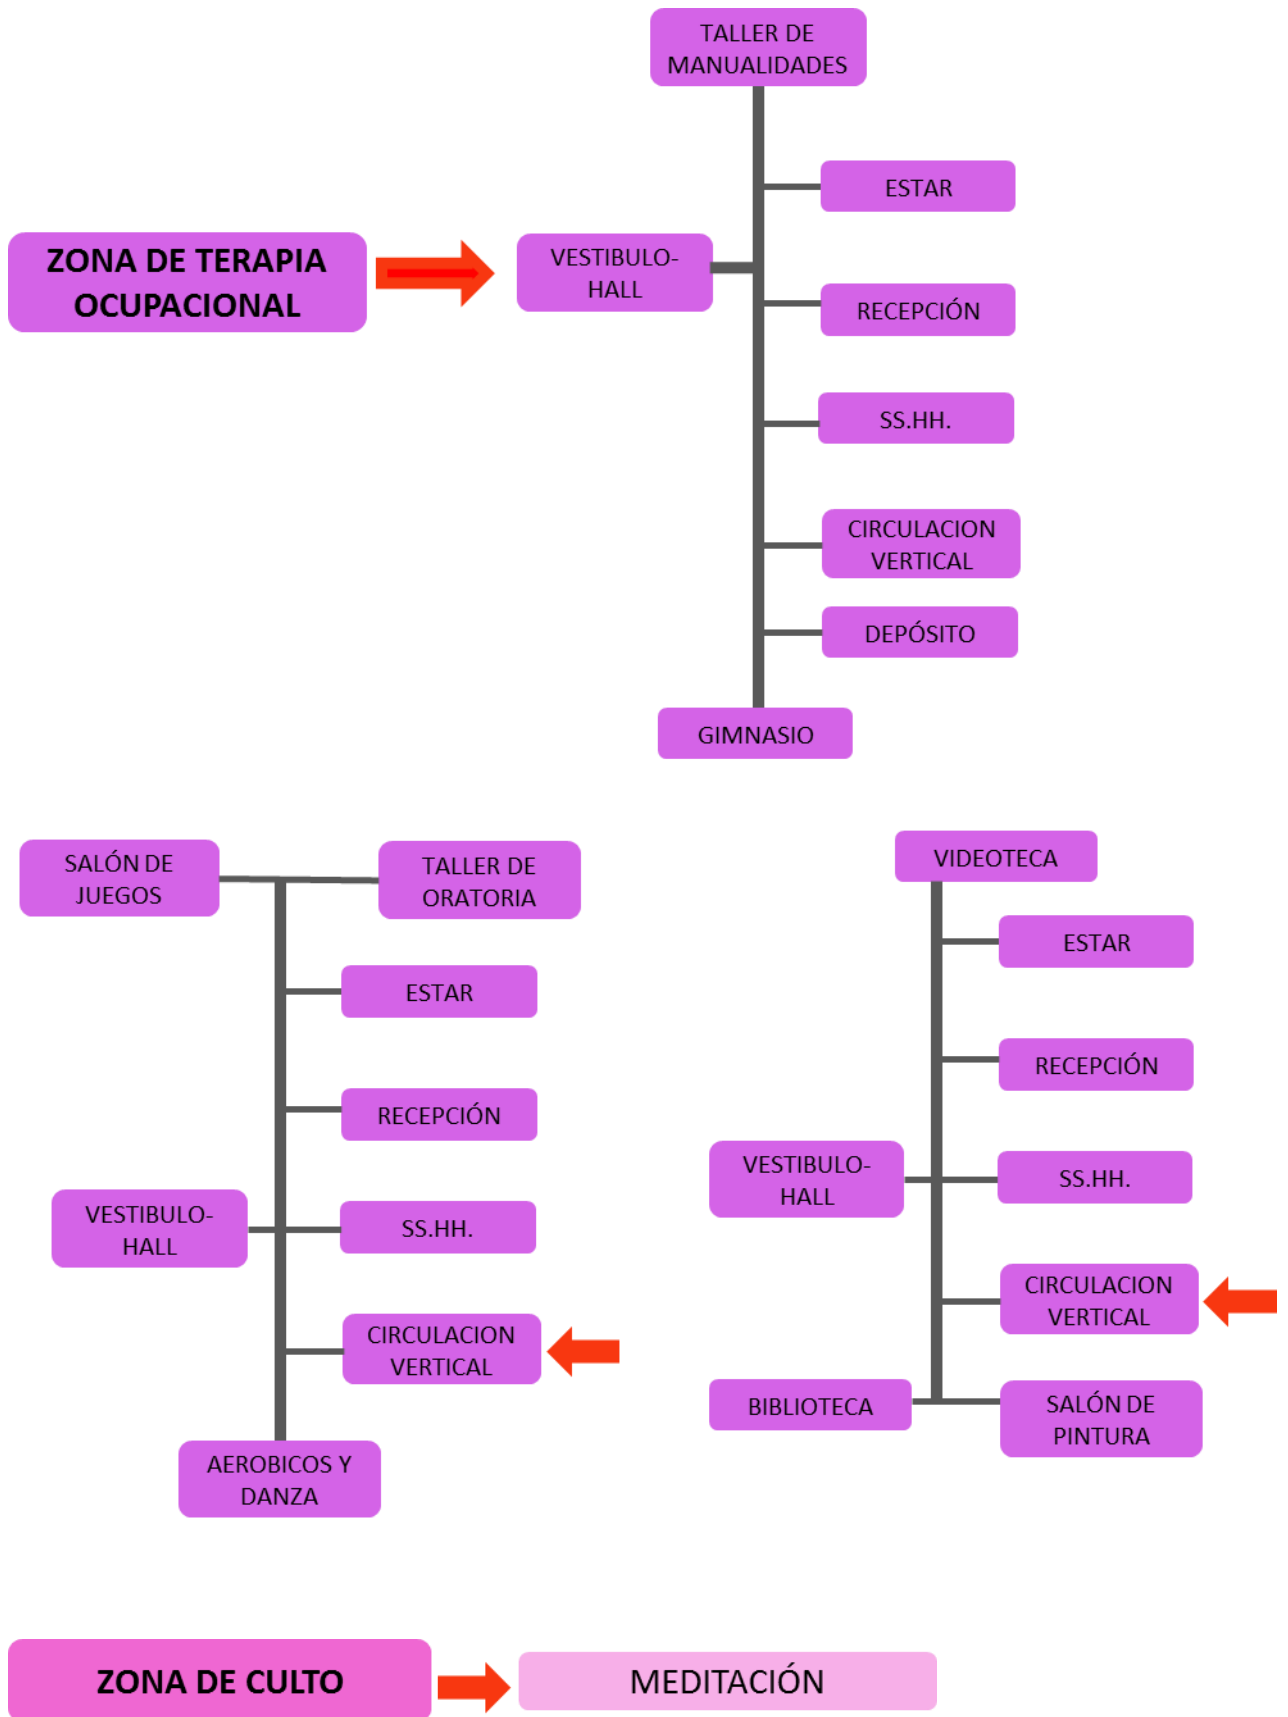 TALLER DE
MANUALIDADES
ESTAR
ZONA DE TERAPIA
OCUPACIONAL
VESTIBULO-
HALL
RECEPCIÓN
SS.HH.
CIRCULACION
VERTICAL
DEPÓSITO
GIMNASIO
SALÓN DE
JUEGOS
TALLER DE
ORATORIA
ESTAR
RECEPCIÓN
VESTIBULO-
HALL
SS.HH.
CIRCULACION
VERTICAL
AEROBICOS Y
DANZA
VIDEOTECA
ESTAR
RECEPCIÓN
VESTIBULO-
HALL
SS.HH.
CIRCULACION
VERTICAL
BIBLIOTECA
SALÓN DE
PINTURA
ZONA DE CULTO
MEDITACIÓN